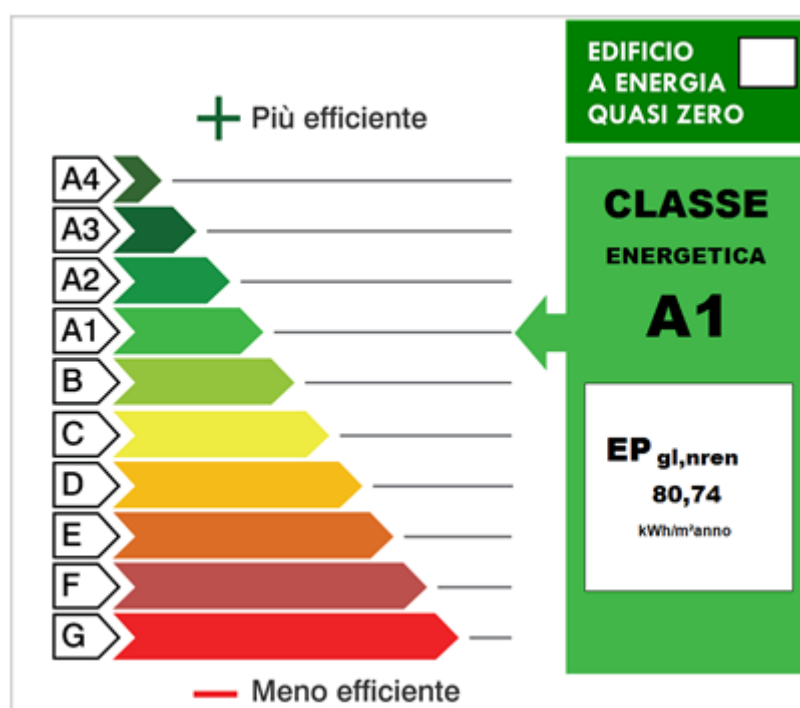 EDIFICIO
A ENERGIA
QUASI ZERO
Più efficiente
A4
A3
A2
A1
B
C
D
E
F
G
Meno efficiente
CLASSE
ENERGETICA
A1
EP gl,nren
80,74
kWh/m²anno